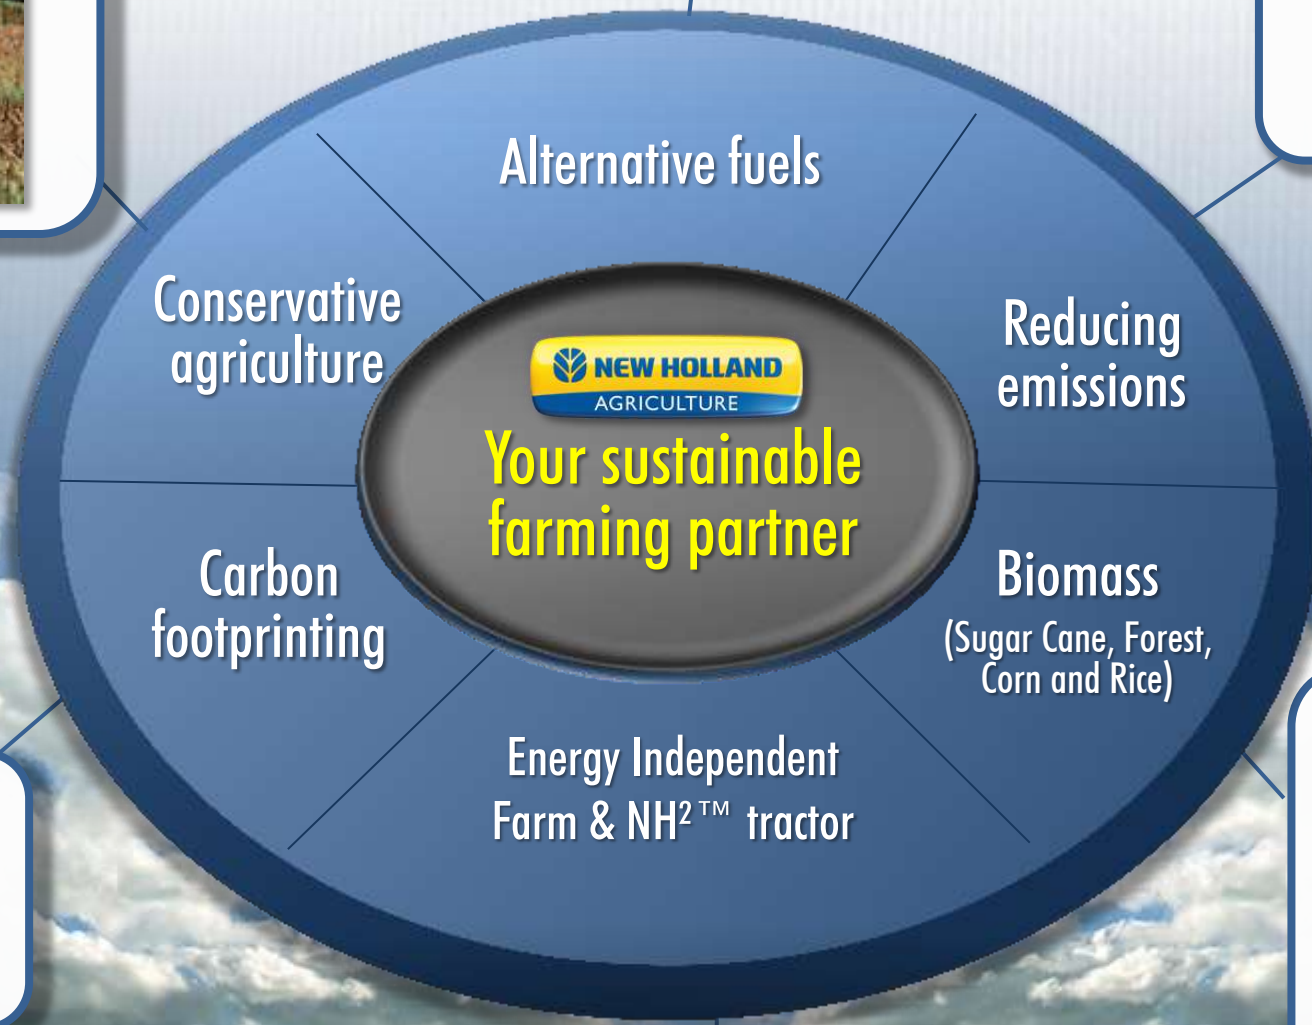 Alternative fuels
Conservative
agriculture
Reducing
emissions
NEW HOLLAND
AGRICULTURE
Your sustainable
farming partner
Carbon
footprinting
Biomass
(Sugar Cane, Forest,
Corn and Rice)
Energy Independent
Farm & NH²™ tractor